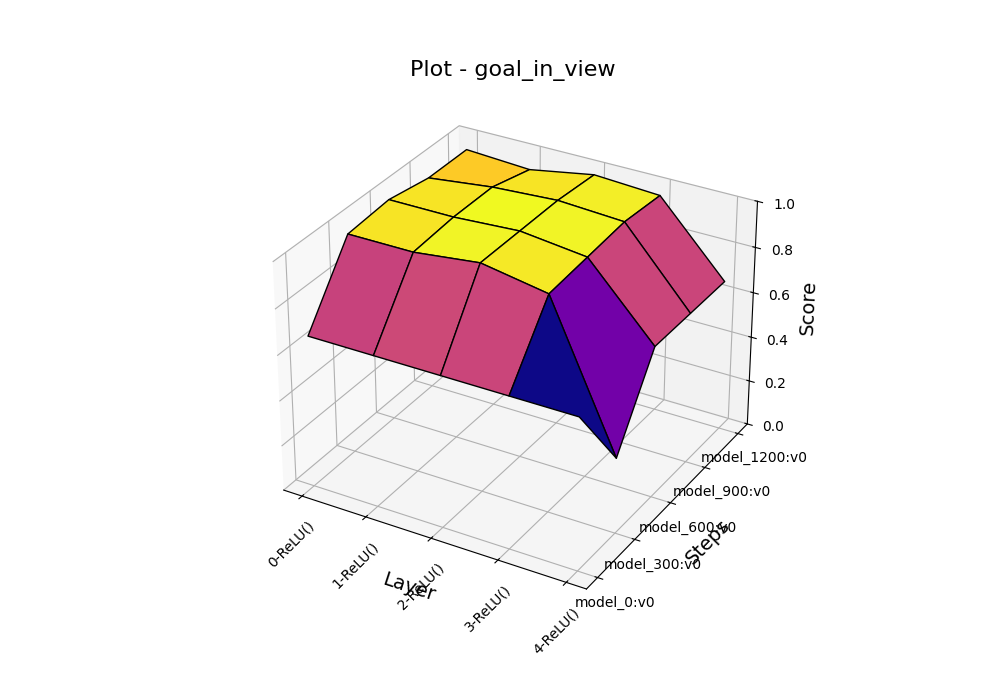 Plot - goal_in_view
1.0
0.8
0.6
0.4
0.2
0.0
Score
model_1200:v0
model_900:v0
model_600:v0
model_300:v0
model_0:v0
Steps
0-ReLU()
1-ReLU()
2-ReLU()
3-ReLU()
4-ReLU()
Layer